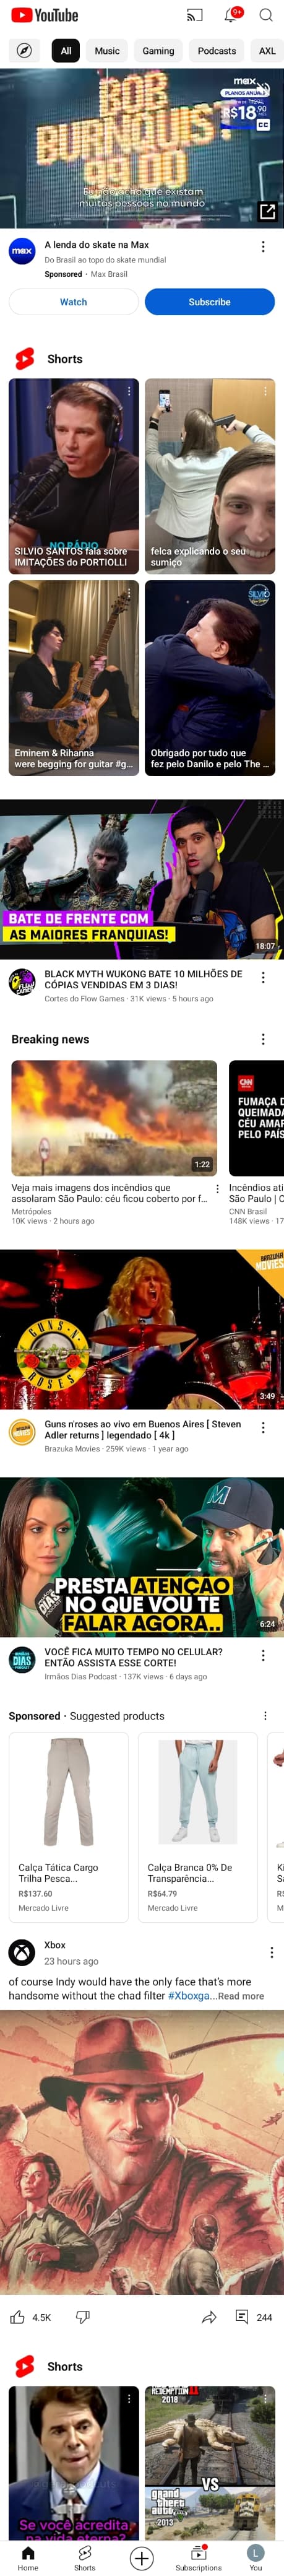 YouTube
9+
All
Music
Gaming
Podcasts
AXL
max
PLANOS ANUAIS
R$18,90
CC
mutas pessoas no mundo
max
A lenda do skate na Max
Do Brasil ao topo do skate mundial
Sponsored · Max Brasil
Watch
Subscribe
Shorts
NO RÁDIO
SILVIO SANTOS fala sobre
IMITAÇÕES do PORTIOLLI
felca explicando o seu
sumiço
Eminem & Rihanna
were begging for guitar #g...
SILVIO
Obrigado por tudo que
fez pelo Danilo e pelo The ...
BATE DE FRENTE COM
AS MAIORES FRANQUIAS!
18:07
BLACK MYTH WUKONG BATE 10 MILHÕES DE
CÓPIAS VENDIDAS EM 3 DIAS!
Cortes do Flow Games · 31K views · 5 hours ago
Breaking news
1:22
Veja mais imagens dos incêndios que
assolaram São Paulo: céu ficou coberto por f...
Metrópoles
10K views · 2 hours ago
CNN
FUMAÇA D
QUEIMADA
CÉU AMAR
PELO PAÍS
Incêndios ati
São Paulo | C
CNN Brasil
148K views · 17
BRAZUKA
MOVIES
GUNS N' ROSES
3:49
Guns n'roses ao vivo em Buenos Aires [ Steven
Adler returns ] legendado [ 4k ]
Brazuka Movies · 259K views · 1 year ago
M
DIAS
PRESTA ATENÇÃO
NO QUE VOU TE
FALAR AGORA..
6:24
DIAS
VOCÊ FICA MUITO TEMPO NO CELULAR?
ENTÃO ASSISTA ESSE CORTE!
Irmãos Dias Podcast · 137K views · 6 days ago
Sponsored · Suggested products
Calça Tática Cargo
Trilha Pesca...
R$137.60
Mercado Livre
Calça Branca 0% De
Transparência...
R$64.79
Mercado Livre
Ki
Sa
R$
M
Xbox
23 hours ago
of course Indy would have the only face that's more
handsome without the chad filter #Xboxga...Read more
4.5K
244
Shorts
Se você acredita
na vida eterna?
REDEMPTION II
2018
VS
grand
theft
auto
2013
Home
Shorts
Subscriptions
L
You